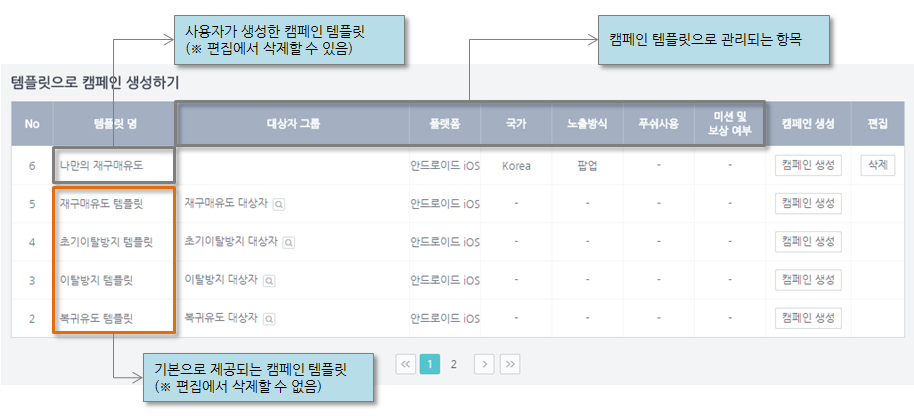 사용자가 생성한 캠페인 템플릿
(※ 편집에서 삭제할 수 있음)
캠페인 템플릿으로 관리되는 항목
템플릿으로 캠페인 생성하기
No 템플릿 명 대상자 그룹 플랫폼 국가 노출방식 푸쉬사용 미션 및 보상 여부 캠페인 생성 편집
6 나만의 재구매유도 안드로이드 iOS Korea 팝업 - - 캠페인 생성 삭제
5 재구매유도 템플릿 재구매유도 대상자 안드로이드 iOS - - - - 캠페인 생성
4 초기이탈방지 템플릿 초기이탈방지 대상자 안드로이드 iOS - - - - 캠페인 생성
3 이탈방지 템플릿 이탈방지 대상자 안드로이드 iOS - - - - 캠페인 생성
2 복귀유도 템플릿 복귀유도 대상자 안드로이드 iOS - - - - 캠페인 생성
<< 1 2 > >>
기본으로 제공되는 캠페인 템플릿
(※ 편집에서 삭제할 수 없음)